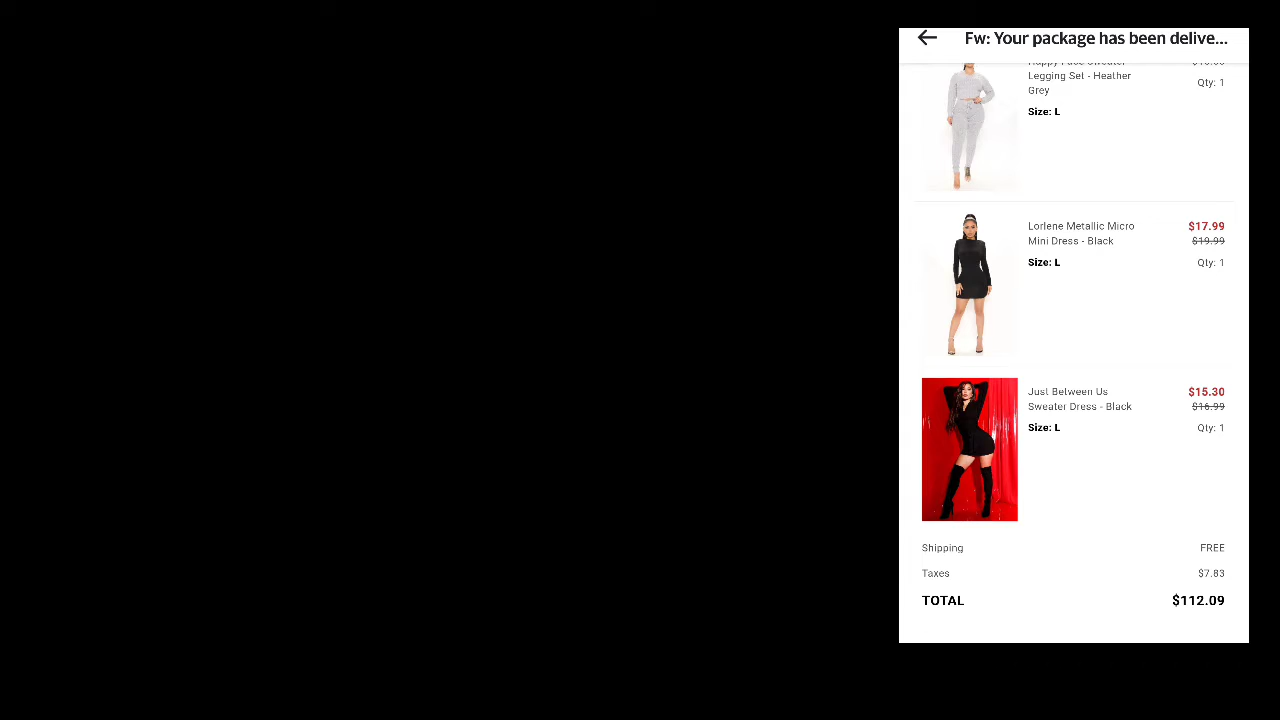 Fw: Your package has been delive...
Legging Set - Heather
Grey
Qty: 1
Size: L
Lorlene Metallic Micro
Mini Dress - Black
$17.99
$19.99
Size: L
Qty: 1
Just Between Us
Sweater Dress - Black
$15.30
$16.99
Size: L
Qty: 1
Shipping FREE
Taxes $7.83
TOTAL $112.09